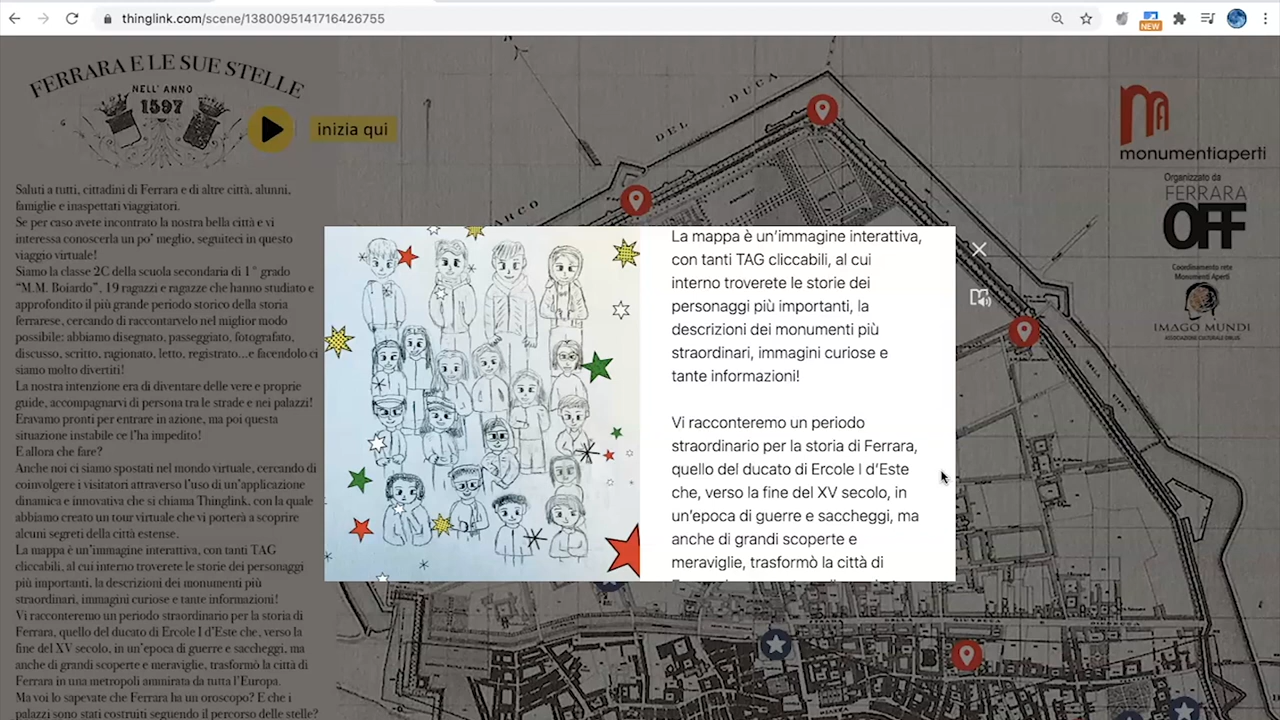 thinglink.com/scene/1380095141716426755
NEW
FERRARA E LE SUE STELLE
NELL' ANNO
1597
inizia qui
Saluti a tutti, cittadini di Ferrara e di altre città, alunni,
famiglie e inaspettati viaggiatori.
Se per caso avete incontrato la nostra bella città e vi
interessa conoscerla un po' meglio, seguiteci in questo
viaggio virtuale!
Siamo la classe 2C della scuola secondaria di 1° grado
“M.M. Boiardo”, 19 ragazzi e ragazze che hanno studiato e
approfondito il più grande periodo storico della storia
ferrarese, cercando di raccontarvelo nel miglior modo
possibile: abbiamo disegnato, passeggiato, fotografato,
discusso, scritto, ragionato, letto, registrato...e facendolo ci
siamo molto divertiti!
La nostra intenzione era di diventare delle vere e proprie
guide, accompagnarvi di persona tra le strade e nei palazzi!
Eravamo pronti per entrare in azione, ma poi questa
situazione instabile ce l'ha impedito!
E allora che fare?
Anche noi ci siamo spostati nel mondo virtuale, cercando di
coinvolgere i visitatori attraverso l'uso di un'applicazione
dinamica e innovativa che si chiama Thinglink, con la quale
abbiamo creato un tour virtuale che vi porterà a scoprire
alcuni segreti della città estense.
La mappa è un'immagine interattiva, con tanti TAG
cliccabili, al cui interno troverete le storie dei personaggi
più importanti, la descrizioni dei monumenti più
straordinari, immagini curiose e tante informazioni!
Vi racconteremo un periodo straordinario per la storia di
Ferrara, quello del ducato di Ercole I d'Este che, verso la
fine del XV secolo, in un'epoca di guerre e saccheggi, ma
anche di grandi scoperte e meraviglie, trasformò la città di
Ferrara in una metropoli ammirata da tutta l'Europa.
Ma voi lo sapevate che Ferrara ha un oroscopo? E che i
palazzi sono stati costruiti seguendo il percorso delle stelle?
ARCO
DEL
DUCA
La mappa è un’immagine interattiva,
con tanti TAG cliccabili, al cui
interno troverete le storie dei
personaggi più importanti, la
descrizioni dei monumenti più
straordinari, immagini curiose e
tante informazioni!
Vi racconteremo un periodo
straordinario per la storia di Ferrara,
quello del ducato di Ercole I d’Este
che, verso la fine del XV secolo, in
un’epoca di guerre e saccheggi, ma
anche di grandi scoperte e
meraviglie, trasformò la città di
monumentiaperti
Organizzato da
FERRARA
OFF
Coordinamento rete
Monumenti Aperti
IMAGO MUNDI